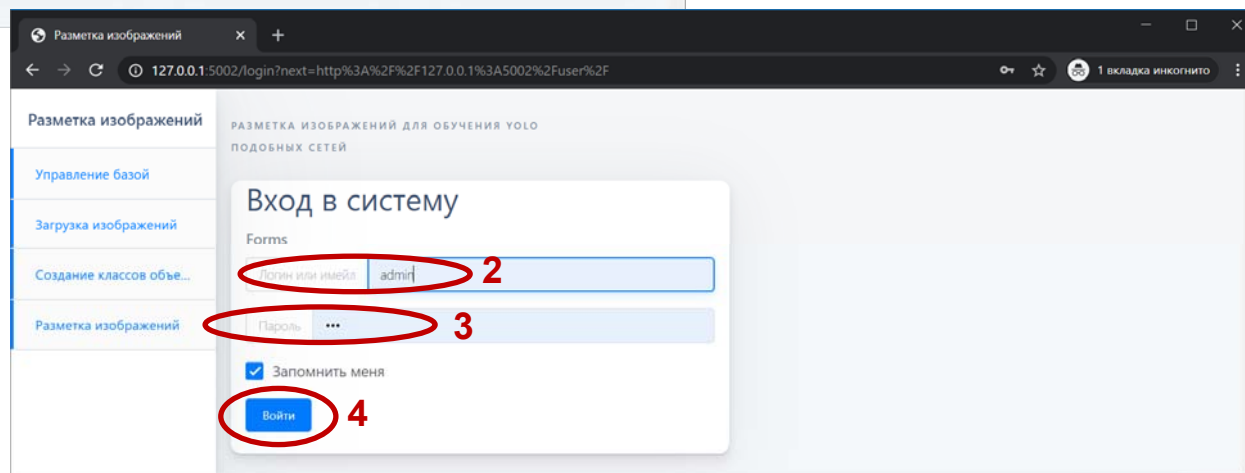 Разметка изображений
127.0.0.1:5002/login?next=http%3A%2F%2F127.0.0.1%3A5002%2Fuser%2F
1 вкладка инкогнито
Разметка изображений
Управление базой
Загрузка изображений
Создание классов объе...
Разметка изображений
РАЗМЕТКА ИЗОБРАЖЕНИЙ ДЛЯ ОБУЧЕНИЯ YOLO
ПОДОБНЫХ СЕТЕЙ
Вход в систему
Forms
Логин или имейл admin 2
Пароль ••• 3
Запомнить меня
Войти 4